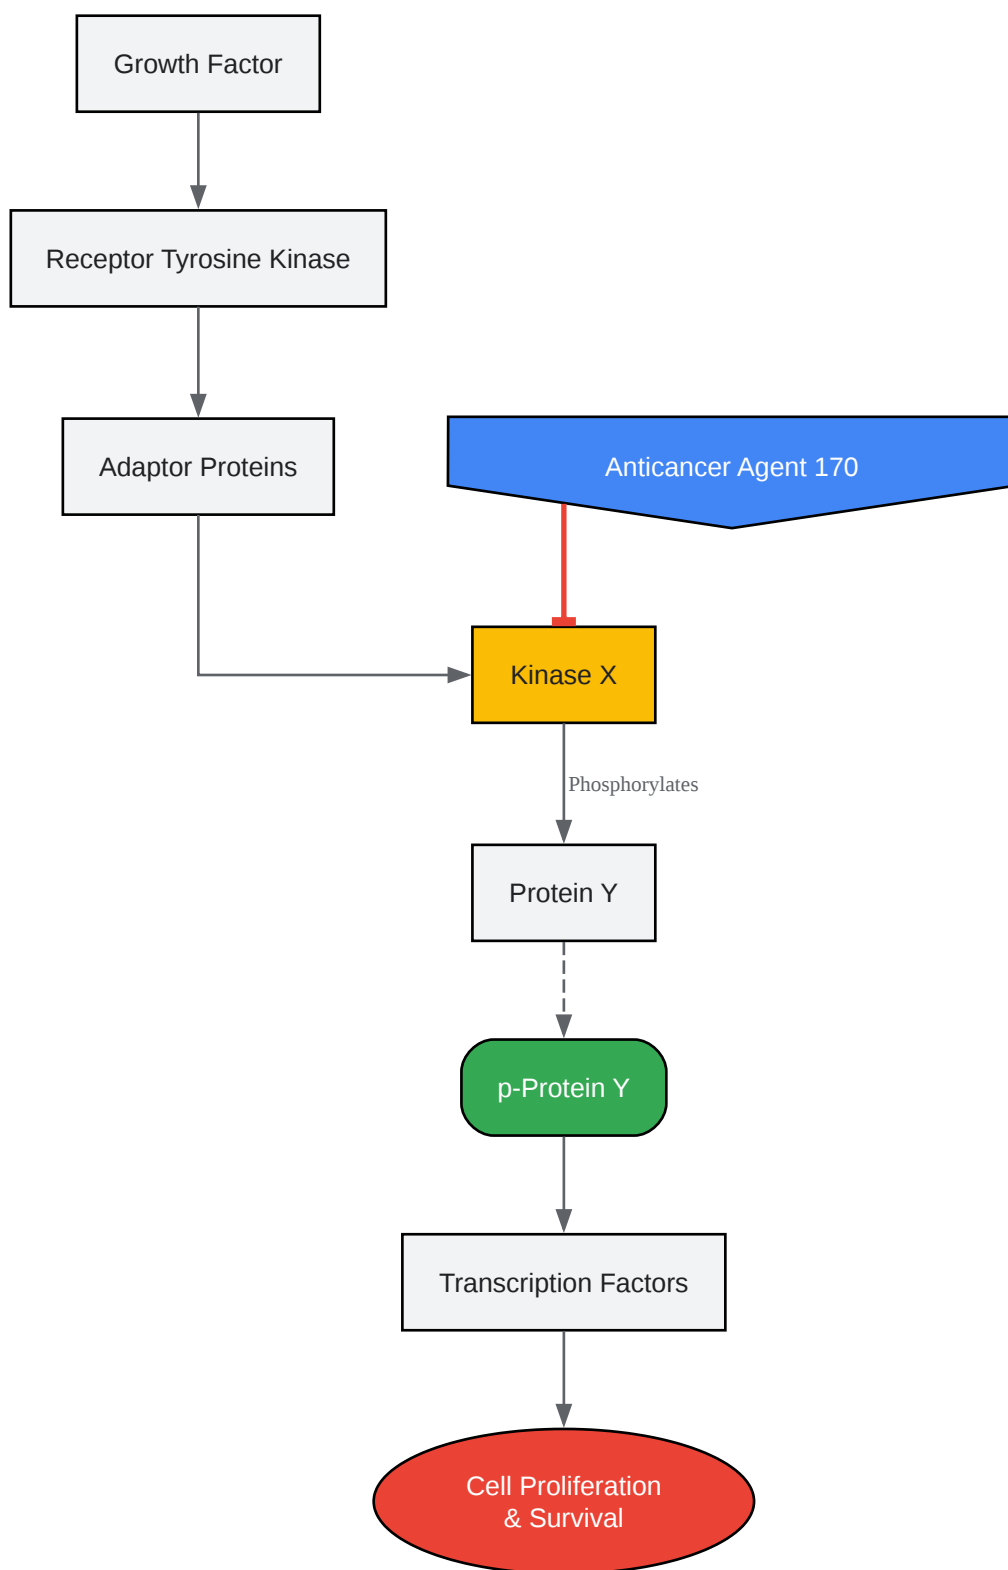 Growth Factor
Receptor Tyrosine Kinase
Adaptor Proteins
Anticancer Agent 170
Kinase X
Phosphorylates
Protein Y
p-Protein Y
Transcription Factors
Cell Proliferation
& Survival